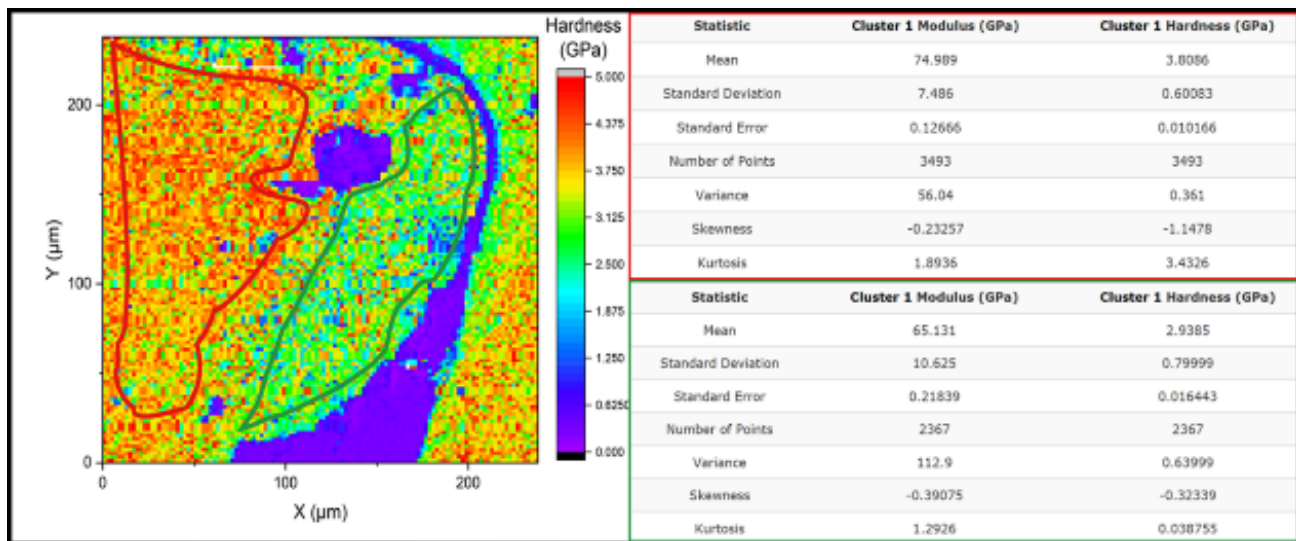 Hardness
(GPa)
5.000
4.375
3.750
3.125
2.500
1.875
1.250
0.6250
0.000
200
100
0
Y (µm)
0
100
200
X (µm)
Statistic Cluster 1 Modulus (GPa) Cluster 1 Hardness (GPa)
Mean 74.989 3.8086
Standard Deviation 7.486 0.60083
Standard Error 0.12666 0.010166
Number of Points 3493 3493
Variance 56.04 0.361
Skewness -0.23257 -1.1478
Kurtosis 1.8936 3.4326
Statistic Cluster 1 Modulus (GPa) Cluster 1 Hardness (GPa)
Mean 65.131 2.9385
Standard Deviation 10.625 0.79999
Standard Error 0.21839 0.016443
Number of Points 2367 2367
Variance 112.9 0.63999
Skewness -0.39075 -0.32339
Kurtosis 1.2926 0.038755